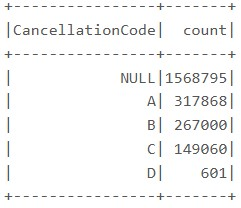 +----------------+-------+
|CancellationCode|  count|
+----------------+-------+
|            NULL|1568795|
|               A| 317868|
|               B| 267000|
|               C| 149060|
|               D|    601|
+----------------+-------+